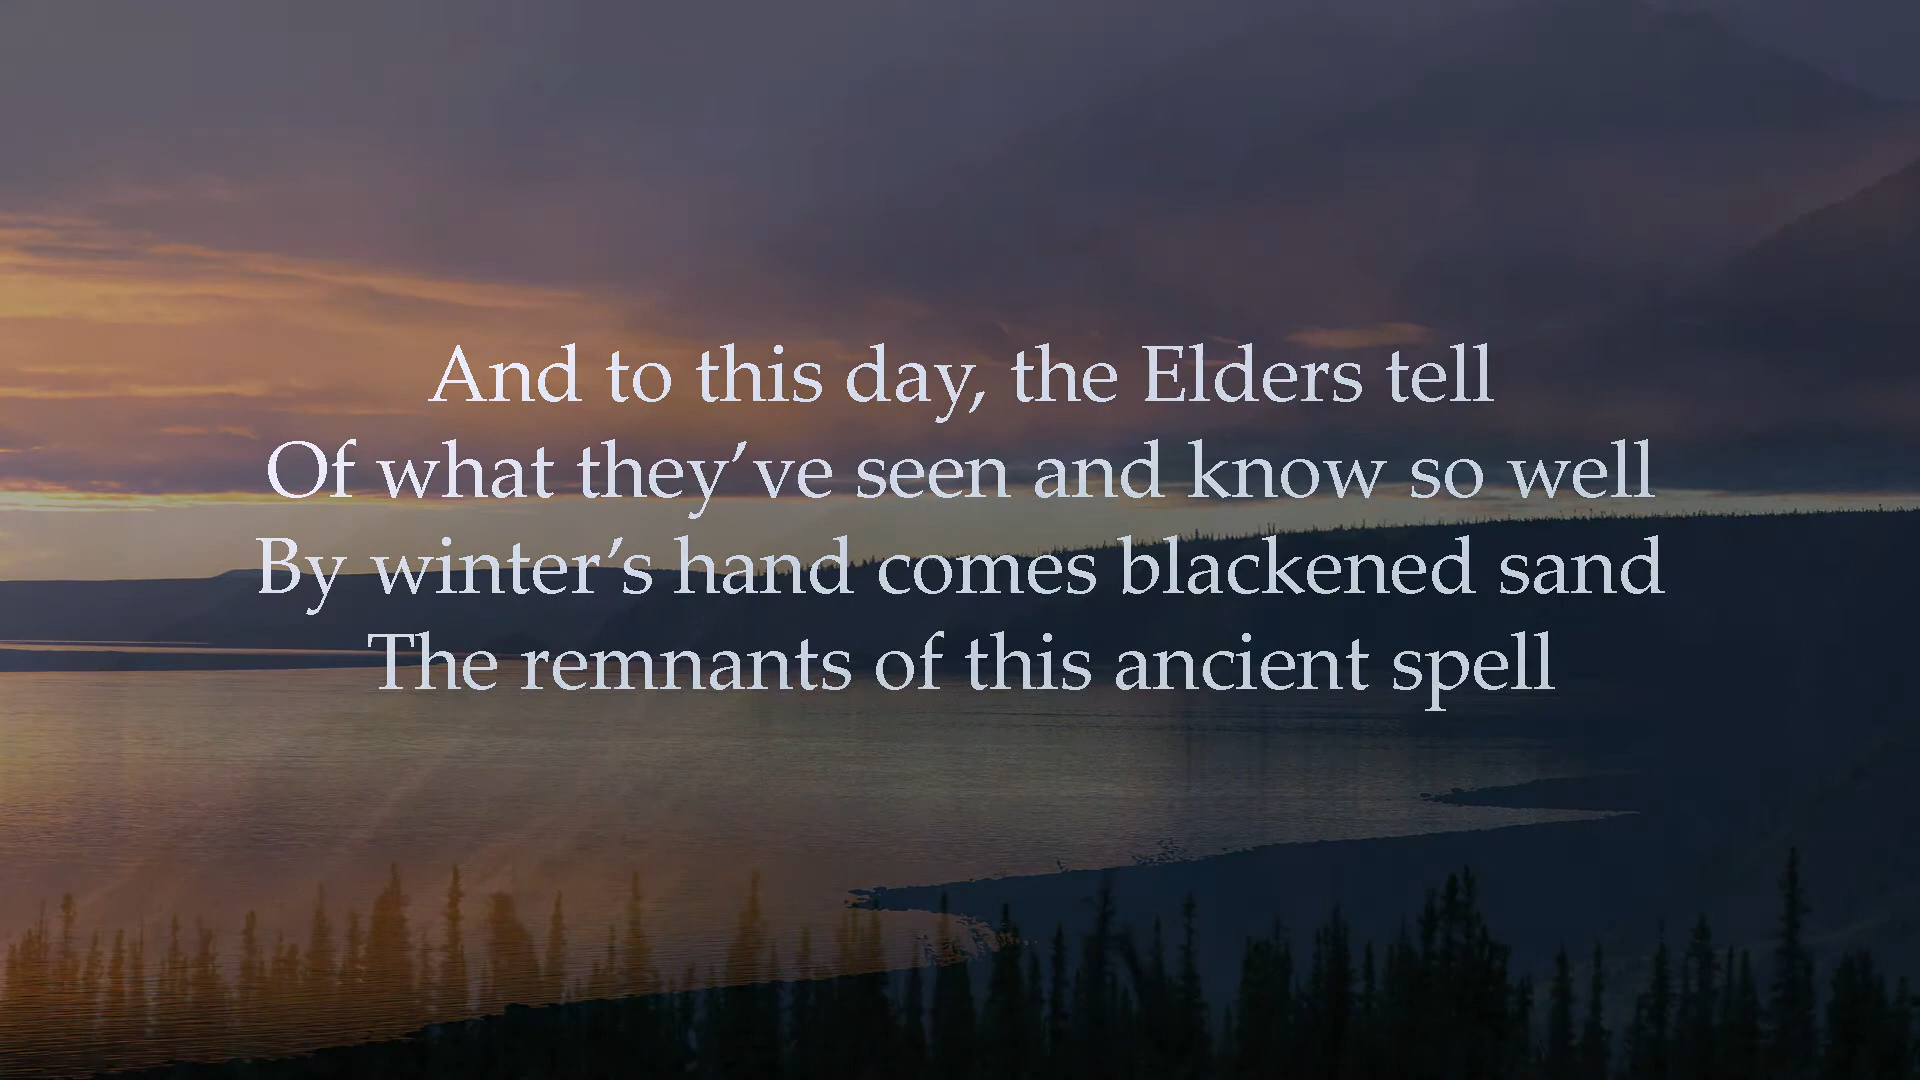 And to this day, the Elders tell
Of what they’ve seen and know so well
By winter’s hand comes blackened sand
The remnants of this ancient spell